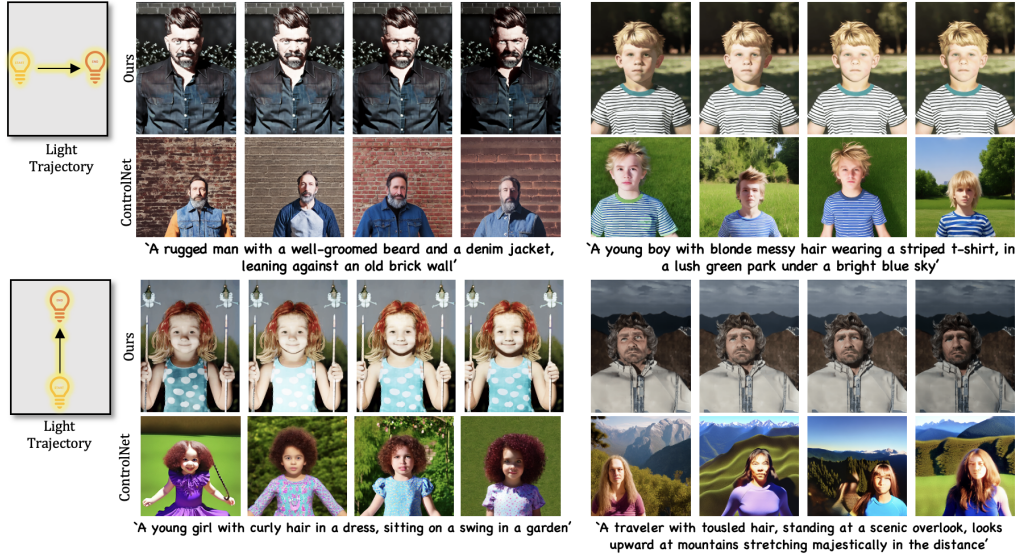 Light
Trajectory
Ours
ControlNet
`A rugged man with a well-groomed beard and a denim jacket,
leaning against an old brick wall'
`A young boy with blonde messy hair wearing a striped t-shirt, in
a lush green park under a bright blue sky'
Light
Trajectory
Ours
ControlNet
`A young girl with curly hair in a dress, sitting on a swing in a garden'
`A traveler with tousled hair, standing at a scenic overlook, looks
upward at mountains stretching majestically in the distance'